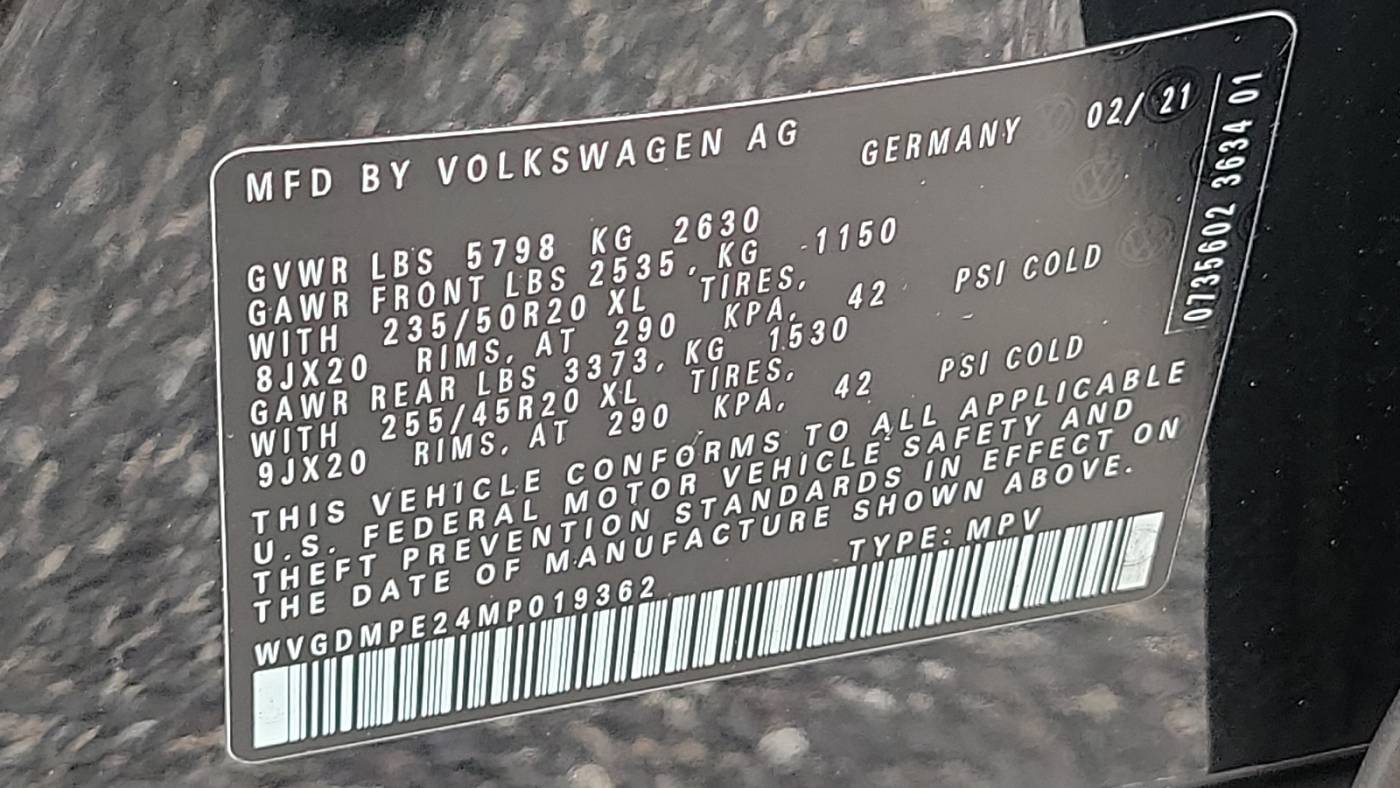 MFD BY VOLKSWAGEN AG GERMANY 02/21
GVWR LBS 5798 KG 2630
GAWR FRONT LBS 2535, KG 1150
WITH 235/50R20 XL TIRES,
8JX20 RIMS, AT 290 KPA, 42 PSI COLD
GAWR REAR LBS 3373, KG 1530
WITH 255/45R20 XL TIRES,
9JX20 RIMS, AT 290 KPA, 42 PSI COLD
THIS VEHICLE CONFORMS TO ALL APPLICABLE
U.S. FEDERAL MOTOR VEHICLE SAFETY AND
THEFT PREVENTION STANDARDS IN EFFECT ON
THE DATE OF MANUFACTURE SHOWN ABOVE.
WVGDMPE24MP019362 TYPE: MPV
0735602 3634 01